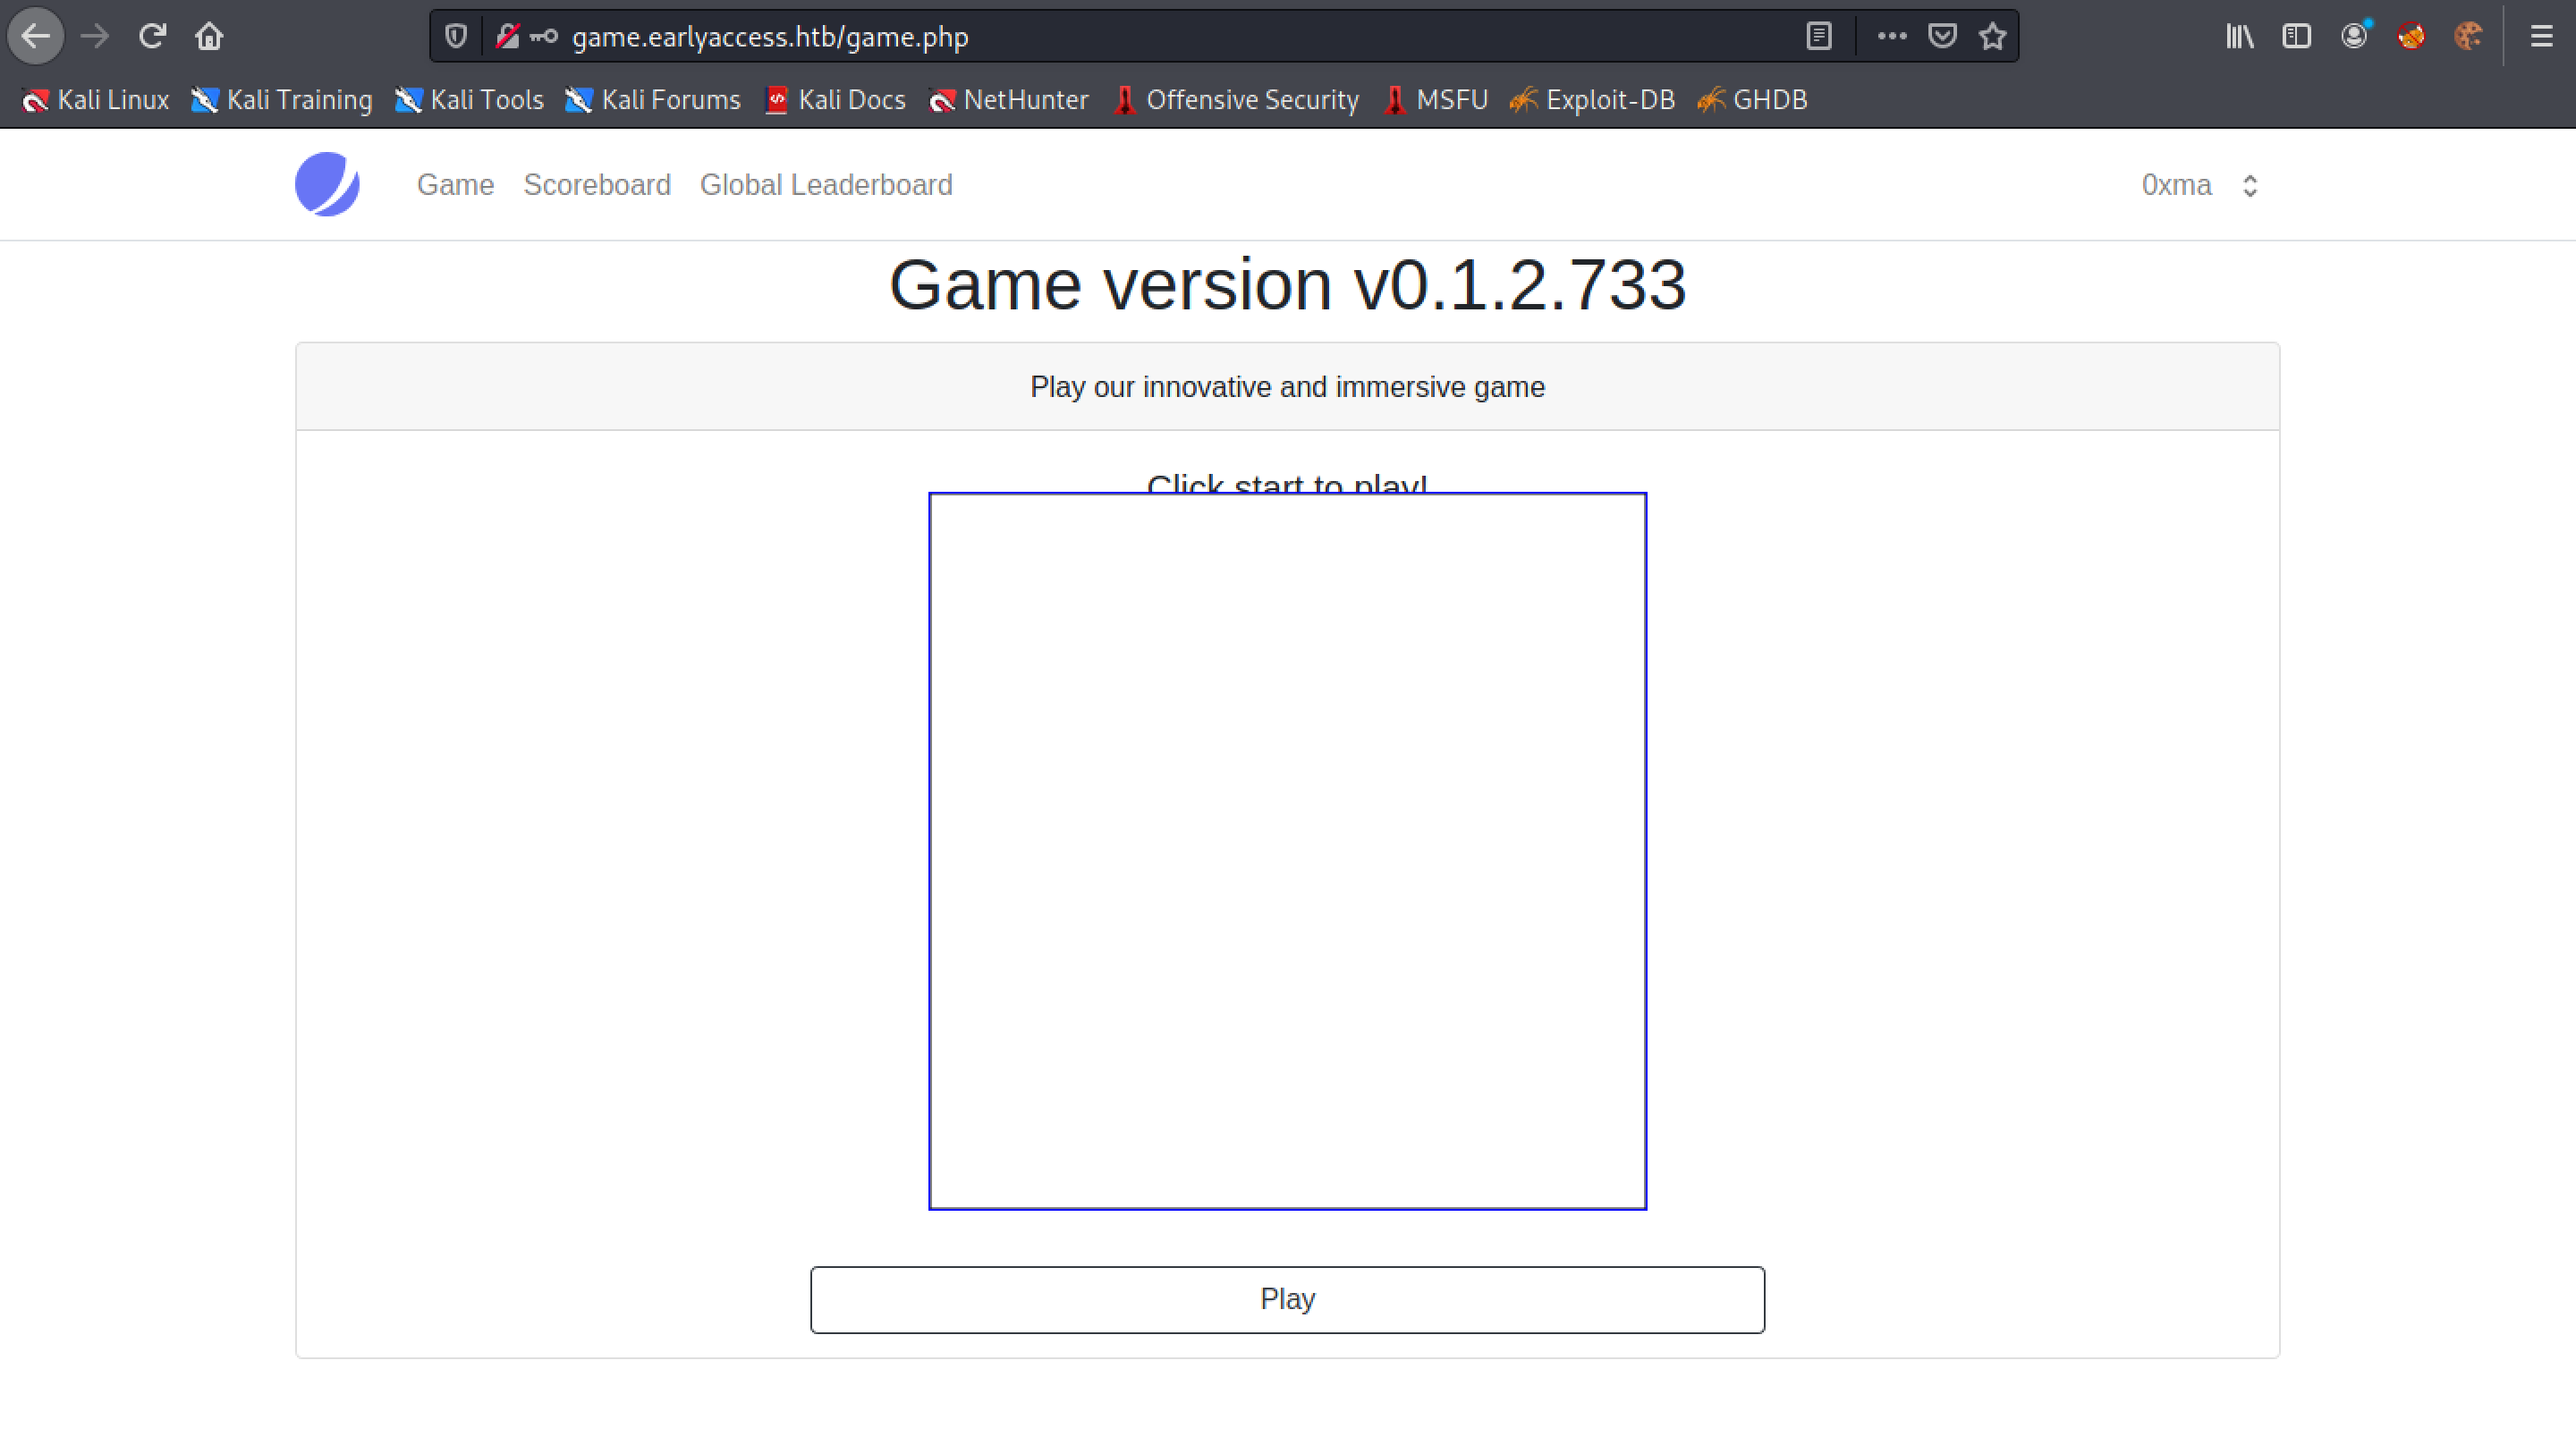 game.earlyaccess.htb/game.php
Kali Linux Kali Training Kali Tools Kali Forums Kali Docs NetHunter Offensive Security MSFU Exploit-DB GHDB
Game Scoreboard Global Leaderboard 0xma
Game version v0.1.2.733
Play our innovative and immersive game
Click start to play!
Play